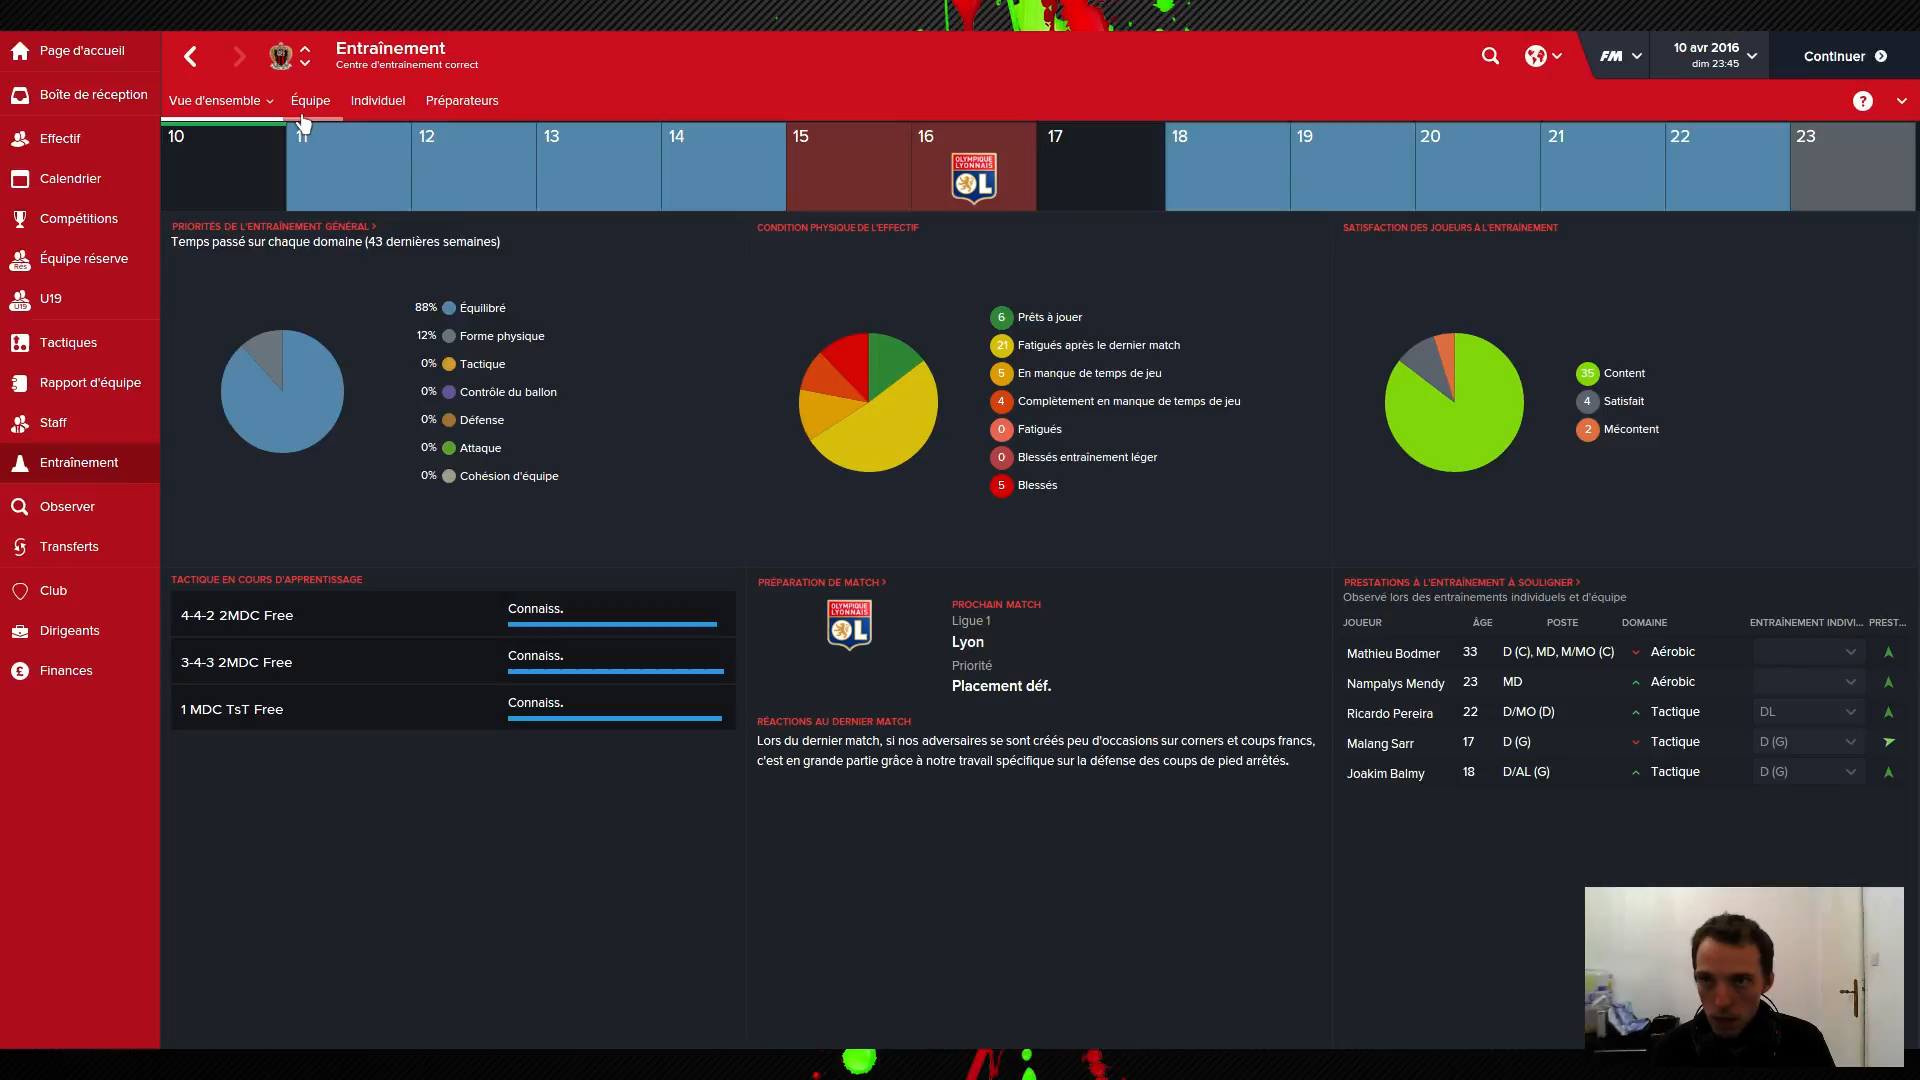 Page d'accueil
Boîte de réception
Effectif
Calendrier
Compétitions
Équipe réserve
U19
Tactiques
Rapport d'équipe
Staff
Entraînement
Observer
Transferts
Club
Dirigeants
Finances
Entraînement
Centre d'entraînement correct
FM
10 avr 2016
dim 23:45
Continuer
Vue d'ensemble
Équipe
Individuel
Préparateurs
?
10
11
12
13
14
15
16
17
18
19
20
21
22
23
OLYMPIQUE
LYONNAIS
OL
PRIORITÉS DE L'ENTRAÎNEMENT GÉNÉRAL >
Temps passé sur chaque domaine (43 dernières semaines)
88% Équilibré
12% Forme physique
0% Tactique
0% Contrôle du ballon
0% Défense
0% Attaque
0% Cohésion d'équipe
CONDITION PHYSIQUE DE L'EFFECTIF
6 Prêts à jouer
21 Fatigués après le dernier match
5 En manque de temps de jeu
4 Complètement en manque de temps de jeu
0 Fatigués
0 Blessés entraînement léger
5 Blessés
SATISFACTION DES JOUEURS À L'ENTRAÎNEMENT
35 Content
4 Satisfait
2 Mécontent
TACTIQUE EN COURS D'APPRENTISSAGE
4-4-2 2MDC Free Connaiss.
3-4-3 2MDC Free Connaiss.
1 MDC TsT Free Connaiss.
PRÉPARATION DE MATCH >
OLYMPIQUE
LYONNAIS
OL
PROCHAIN MATCH
Ligue 1
Lyon
Priorité
Placement déf.
RÉACTIONS AU DERNIER MATCH
Lors du dernier match, si nos adversaires se sont créés peu d'occasions sur corners et coups francs,
c'est en grande partie grâce à notre travail spécifique sur la défense des coups de pied arrêtés.
PRESTATIONS À L'ENTRAÎNEMENT À SOULIGNER >
Observé lors des entraînements individuels et d'équipe
JOUEUR ÂGE POSTE DOMAINE ENTRAÎNEMENT INDIVI... PREST...
Mathieu Bodmer 33 D (C), MD, M/MO (C) Aérobic
Nampalys Mendy 23 MD Aérobic
Ricardo Pereira 22 D/MO (D) Tactique DL
Malang Sarr 17 D (G) Tactique D (G)
Joakim Balmy 18 D/AL (G) Tactique D (G)